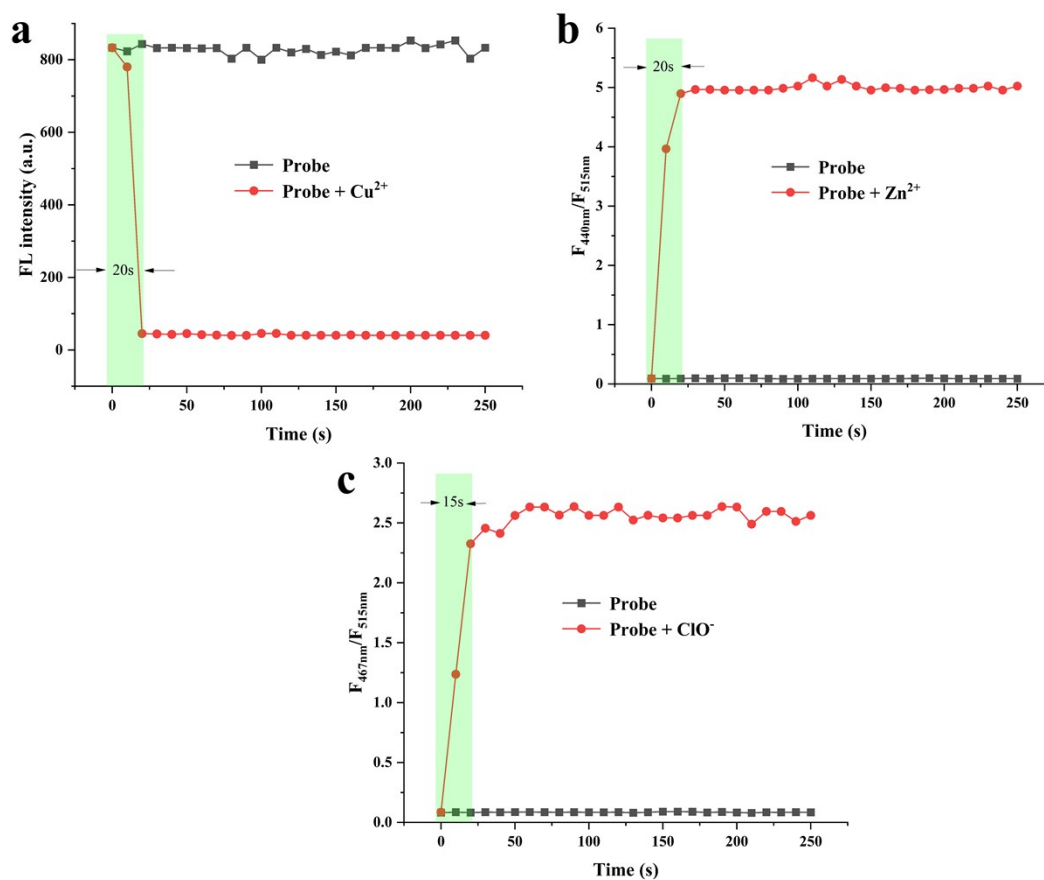 a
800
600
400
200
0
FL intensity (a.u.)
Probe
Probe + Cu²⁺
20s
0 50 100 150 200 250
Time (s)
b
6
5
4
3
2
1
0
F₄₄₀ₙₘ/F₅₁₅ₙₘ
20s
Probe
Probe + Zn²⁺
0 50 100 150 200 250
Time (s)
c
3.0
2.5
2.0
1.5
1.0
0.5
0.0
F₄₆₇ₙₘ/F₅₁₅ₙₘ
15s
Probe
Probe + ClO⁻
0 50 100 150 200 250
Time (s)